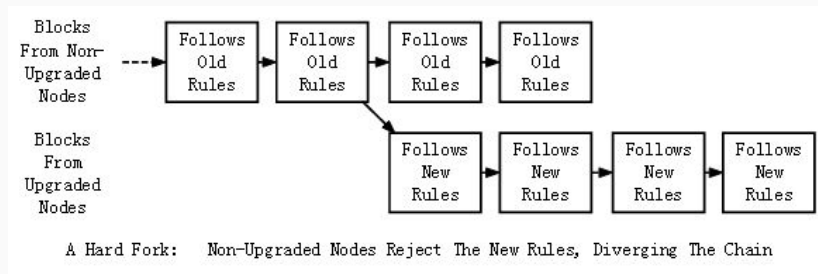 Blocks
From Non-
Upgraded
Nodes
Follows
Old
Rules
Follows
Old
Rules
Follows
Old
Rules
Follows
Old
Rules
Blocks
From
Upgraded
Nodes
Follows
New
Rules
Follows
New
Rules
Follows
New
Rules
Follows
New
Rules
A Hard Fork: Non-Upgraded Nodes Reject The New Rules, Diverging The Chain